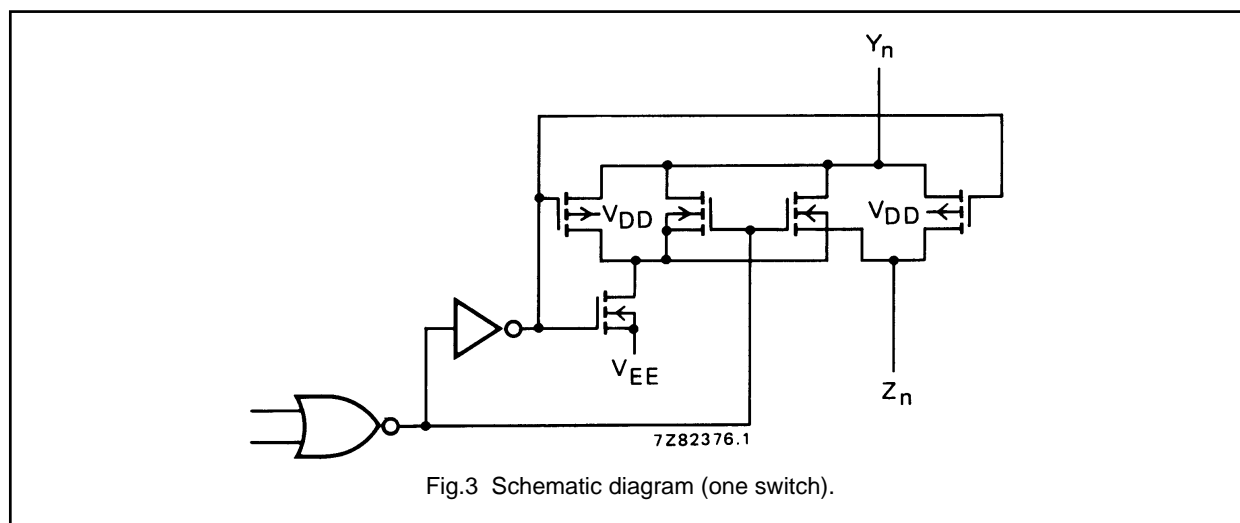 Yn
VDD
VDD
VEE
Zn
7Z82376.1
Fig.3 Schematic diagram (one switch).